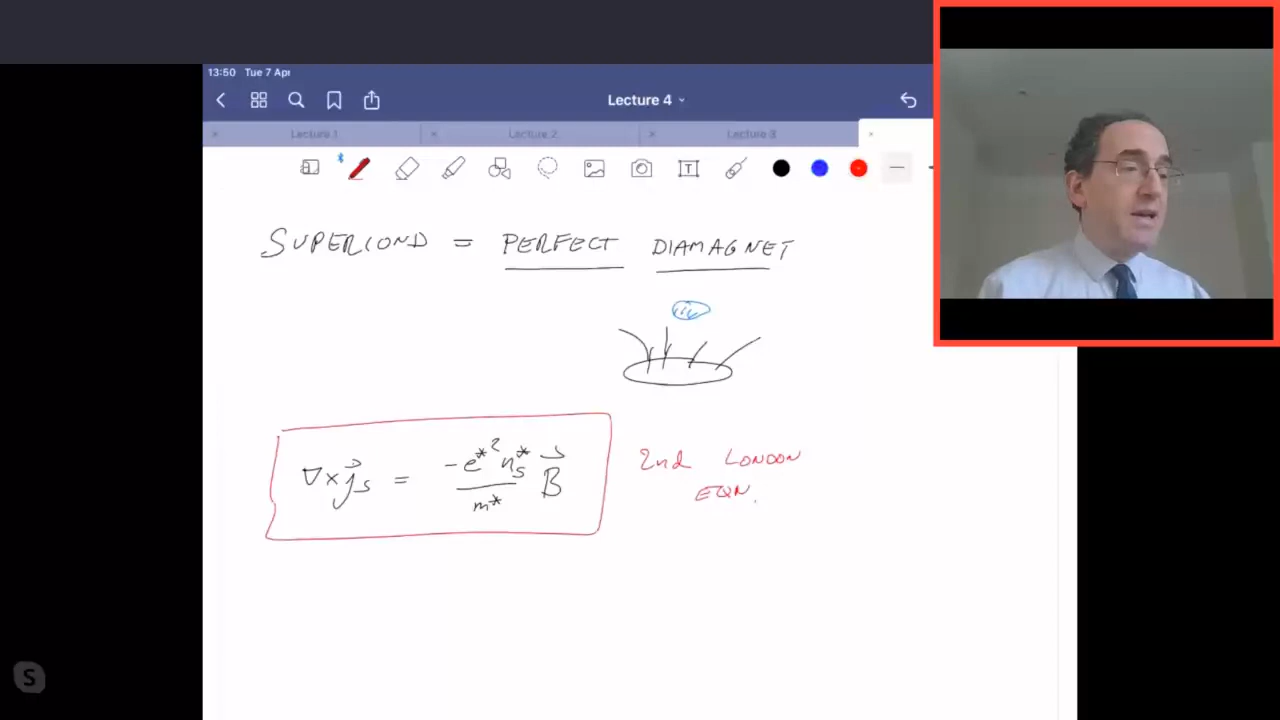 13:50 Tue 7 Apr
Lecture 4
Lecture 1
Lecture 2
Lecture 3
T
SUPERCOND = PERFECT DIAMAGNET
∇×j⃗s = -e*² ns* / m* B⃗
2nd LONDON
EQN.
S